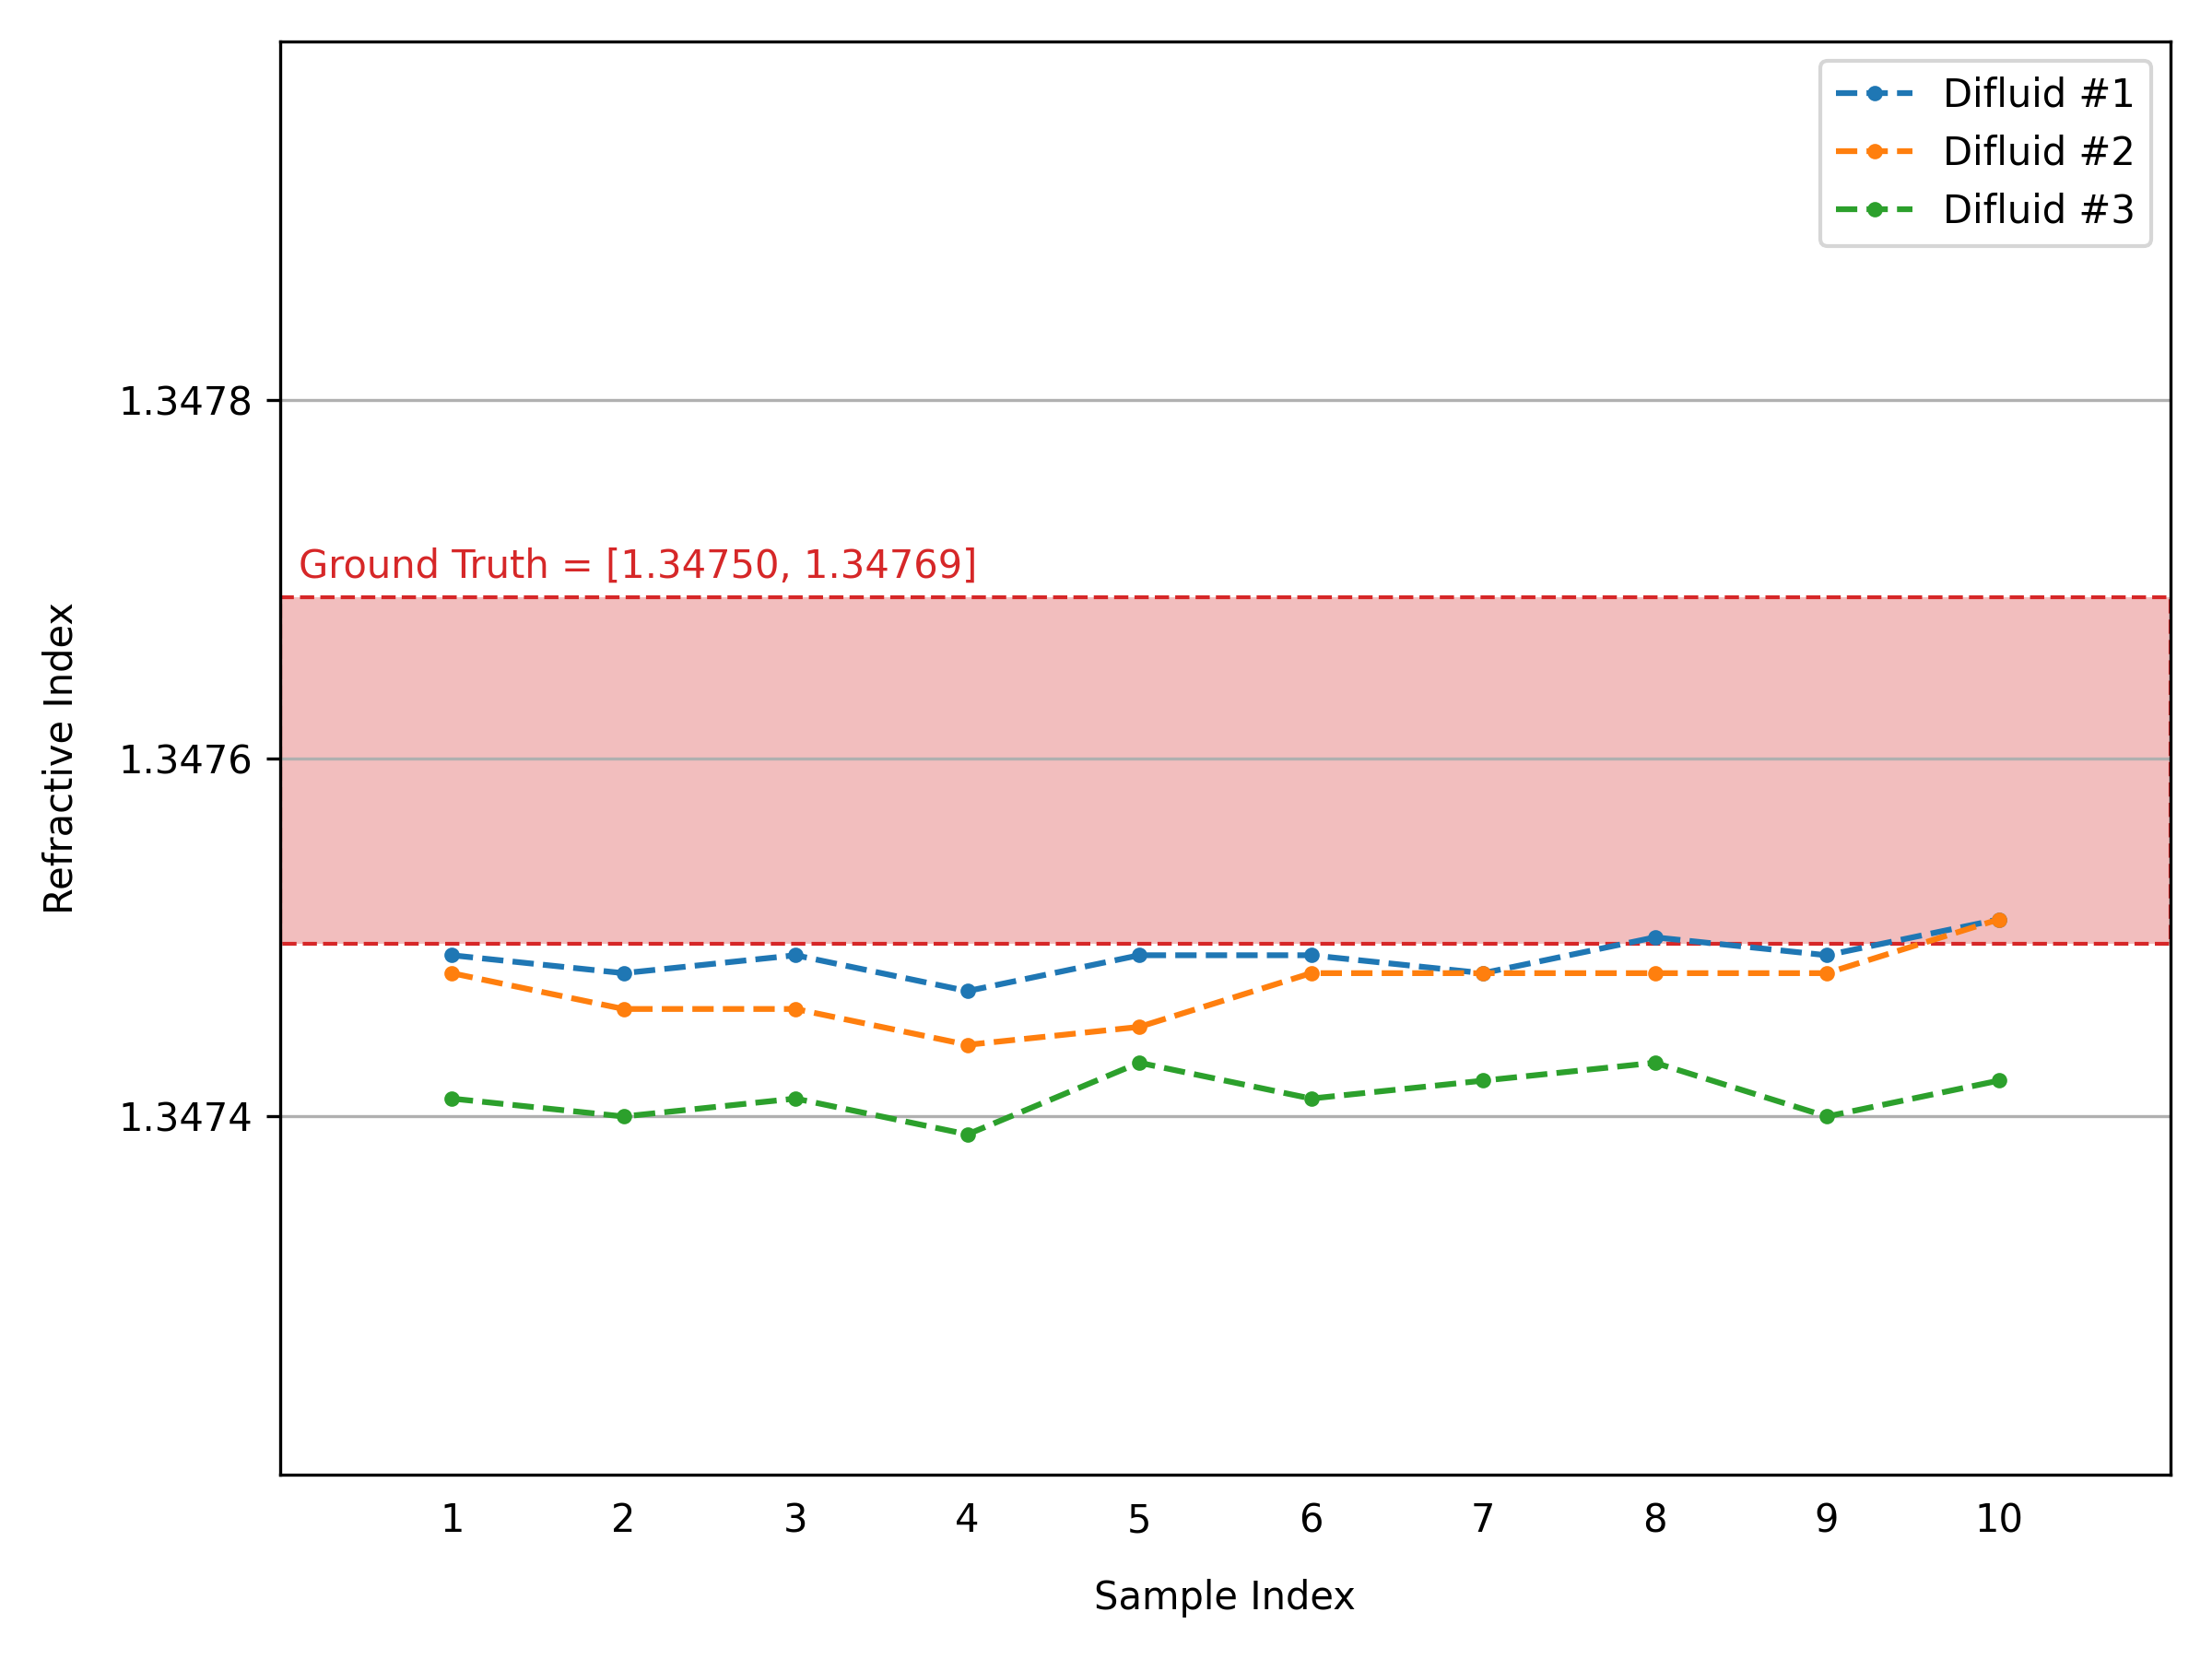 Difluid #1
Difluid #2
Difluid #3
1.3478
Ground Truth = [1.34750, 1.34769]
1.3476
Refractive Index
1.3474
1 2 3 4 5 6 7 8 9 10
Sample Index